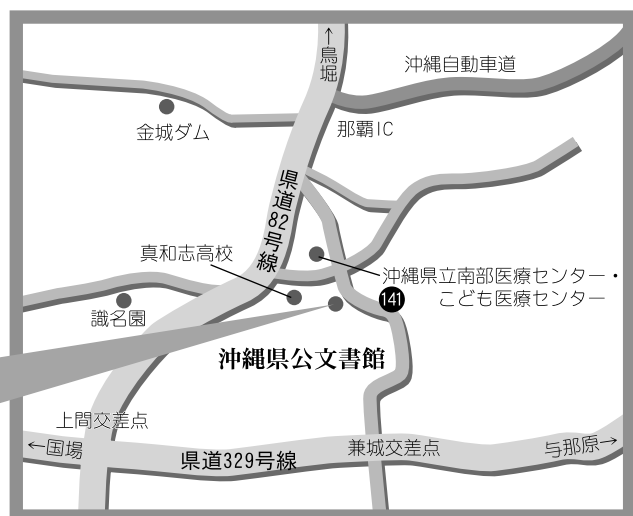 ↑鳥堀
沖縄自動車道
金城ダム
那覇IC
県道82号線
真和志高校
沖縄県立南部医療センター・
こども医療センター
141
識名園
沖縄県公文書館
上間交差点
←国場
県道329号線
兼城交差点
与那原→